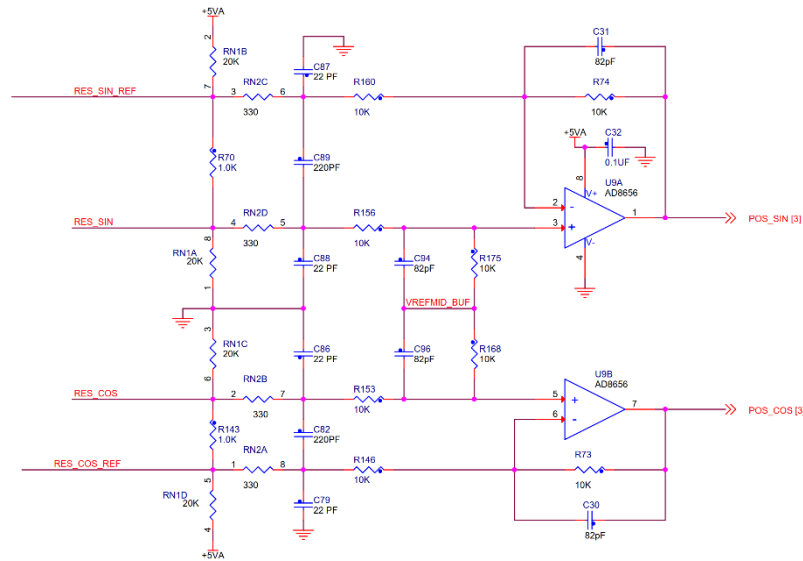 +5VA
2
RN1B
20K
7
RES_SIN_REF
RN2C
3 6
330
C87
22 PF
R160
10K
C31
82pF
R74
10K
+5VA
C32
0.1UF
R70
1.0K
C89
220PF
8
V+
U9A
AD8656
2
-
3
+
1
V-
4
POS_SIN [3]
RES_SIN
RN2D
4 5
330
R156
10K
8
RN1A
20K
1
C88
22 PF
C94
82pF
R175
10K
VREFMID_BUF
3
RN1C
20K
6
C86
22 PF
C96
82pF
R168
10K
RES_COS
RN2B
2 7
330
R153
10K
U9B
AD8656
5
+
6
-
7
POS_COS [3
R143
1.0K
C82
220PF
RES_COS_REF
RN2A
1 8
330
R146
10K
R73
10K
5
RN1D
20K
4
+5VA
C79
22 PF
C30
82pF